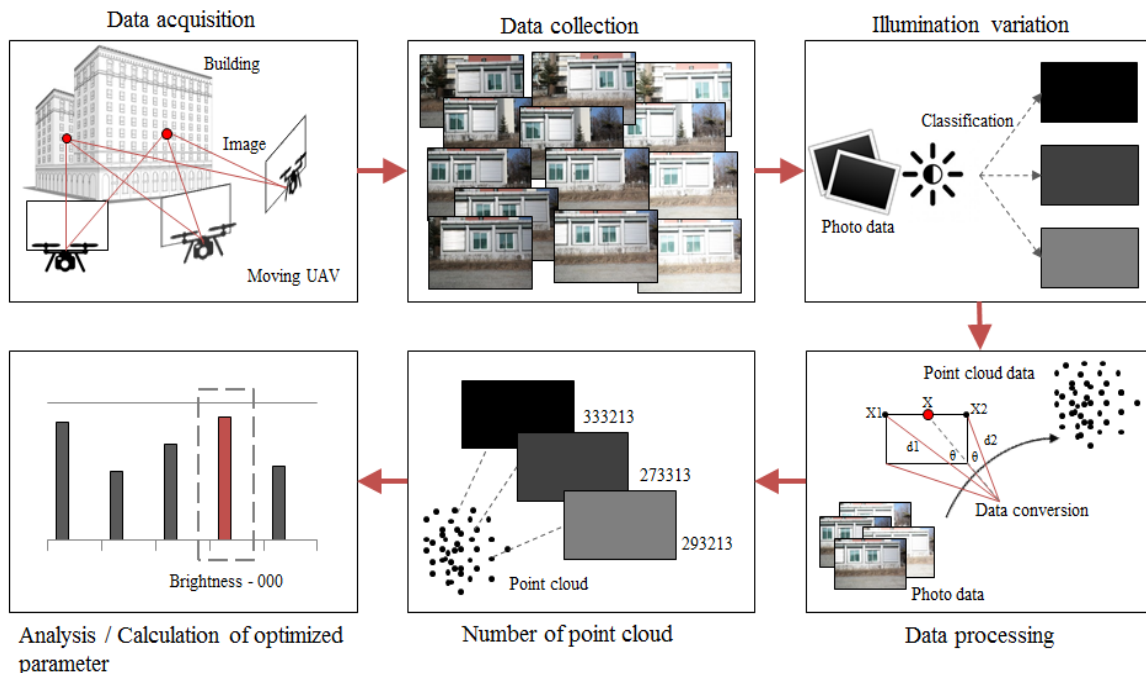 Data acquisition
Data collection
Illumination variation
Building
Image
Moving UAV
Classification
Photo data
Point cloud data
X
X1
X2
d1
d2
θ
θ
Data conversion
Photo data
333213
273313
293213
Point cloud
Brightness - 000
Analysis / Calculation of optimized
parameter
Number of point cloud
Data processing